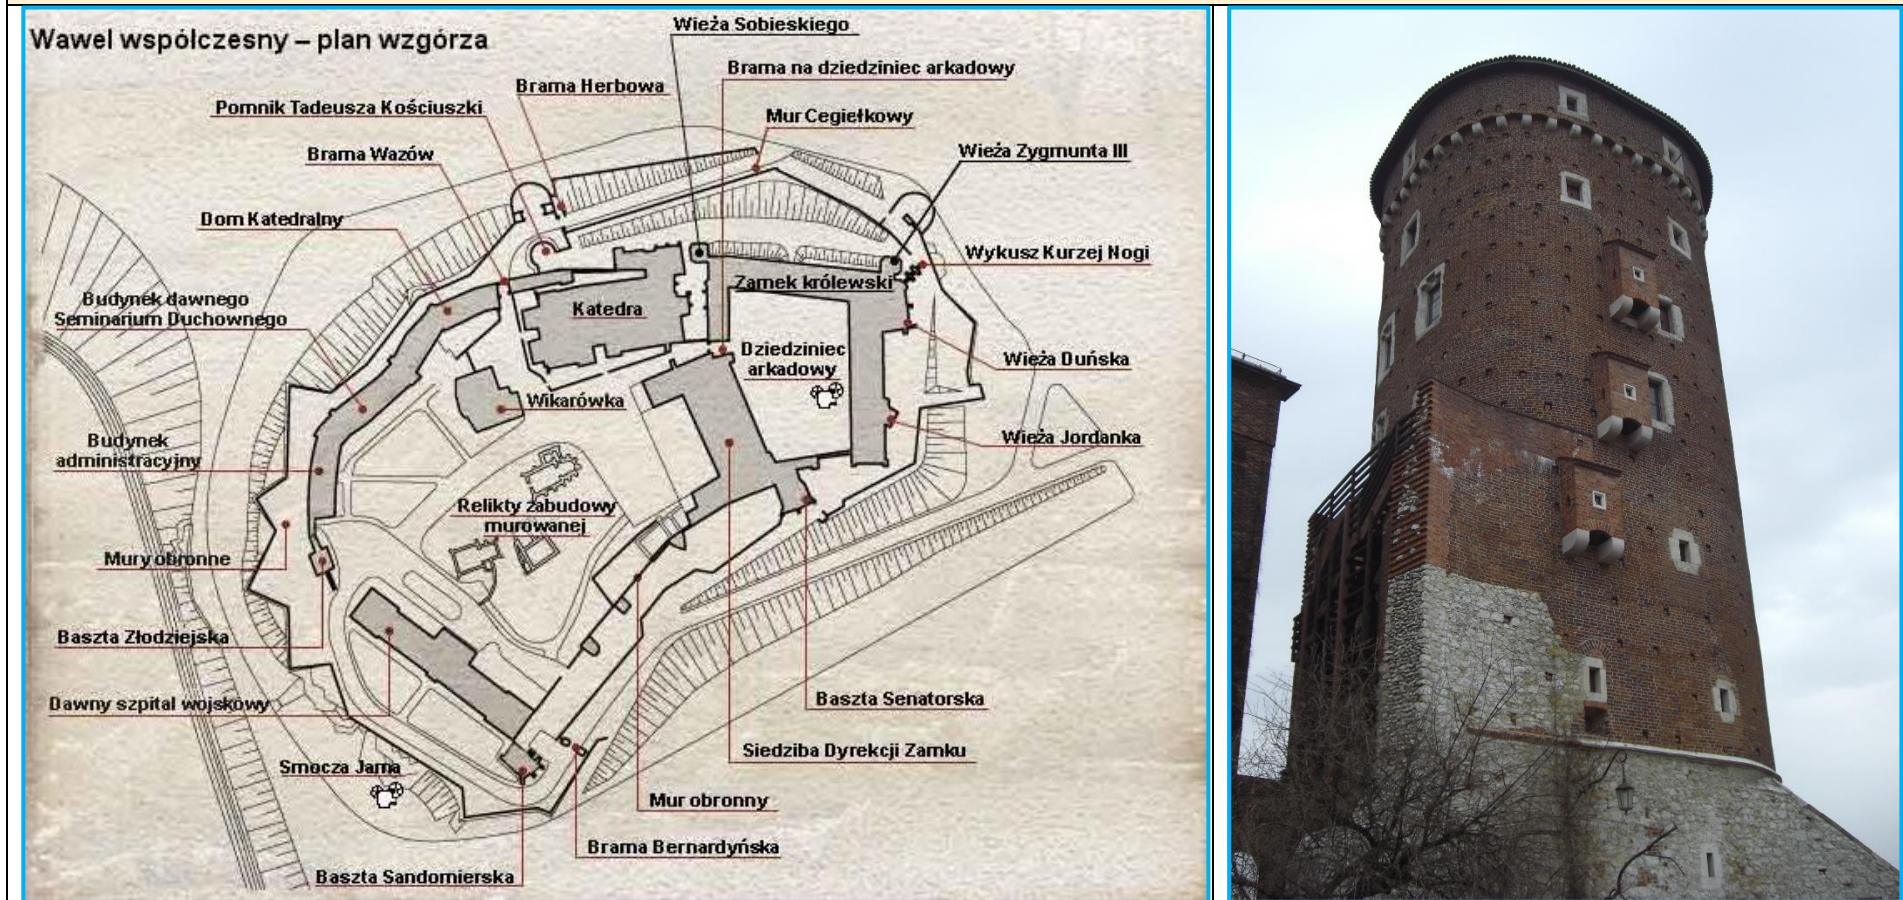 Wawel współczesny – plan wzgórza
Wieża Sobieskiego
Brama na dziedziniec arkadowy
Brama Herbowa
Pomnik Tadeusza Kościuszki
Mur Cegiełkowy
Brama Wazów
Wieża Zygmunta III
Dom Katedralny
Wykusz Kurzej Nogi
Zamek królewski
Budynek dawnego
Seminarium Duchownego
Katedra
Dziedziniec
arkadowy
Wieża Duńska
Wikarówka
Wieża Jordanka
Budynek
administracyjny
Relikty zabudowy
murowanej
Mury obronne
Baszta Złodziejska
Dawny szpital wojskowy
Baszta Senatorska
Siedziba Dyrekcji Zamku
Smocza Jama
Mur obronny
Brama Bernardyńska
Baszta Sandomierska